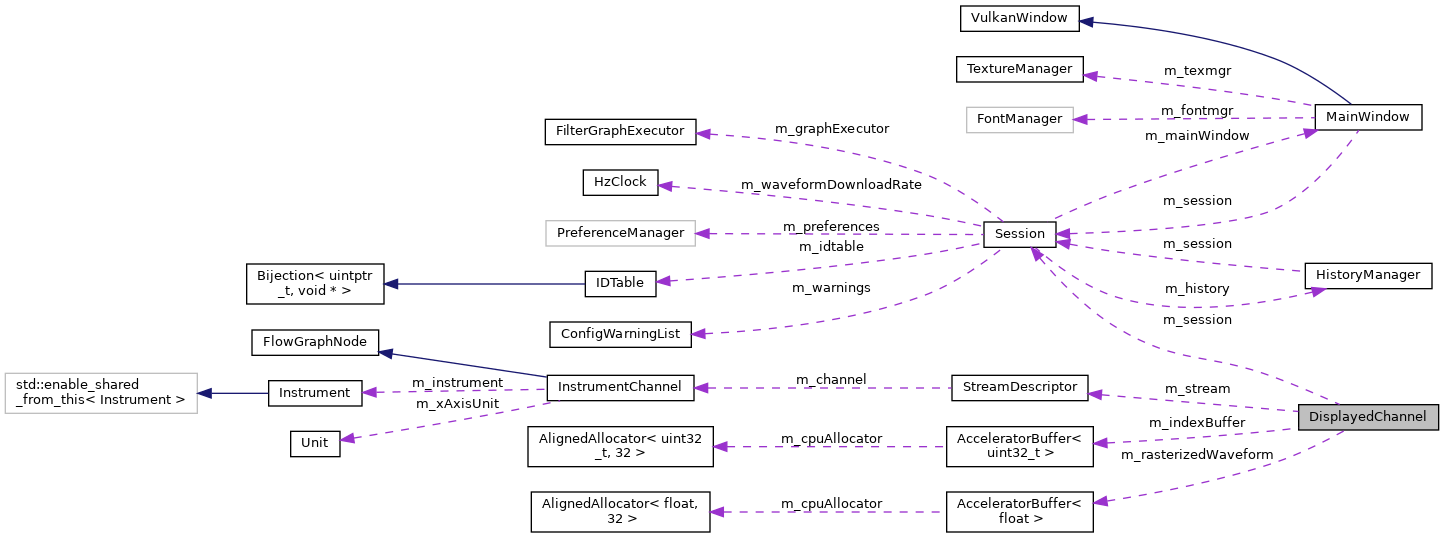 VulkanWindow
TextureManager
m_texmgr
FontManager
m_fontmgr
MainWindow
FilterGraphExecutor
m_graphExecutor
m_mainWindow
HzClock
m_waveformDownloadRate
m_session
PreferenceManager
m_preferences
Session
m_idtable
m_session
Bijection< uintptr
_t, void * >
IDTable
HistoryManager
m_warnings
m_history
ConfigWarningList
m_session
FlowGraphNode
std::enable_shared
_from_this< Instrument >
Instrument
m_instrument
InstrumentChannel
m_channel
StreamDescriptor
m_stream
m_xAxisUnit
DisplayedChannel
Unit
m_indexBuffer
AlignedAllocator< uint32
_t, 32 >
m_cpuAllocator
AcceleratorBuffer<
uint32_t >
m_rasterizedWaveform
AlignedAllocator< float,
32 >
m_cpuAllocator
AcceleratorBuffer<
float >